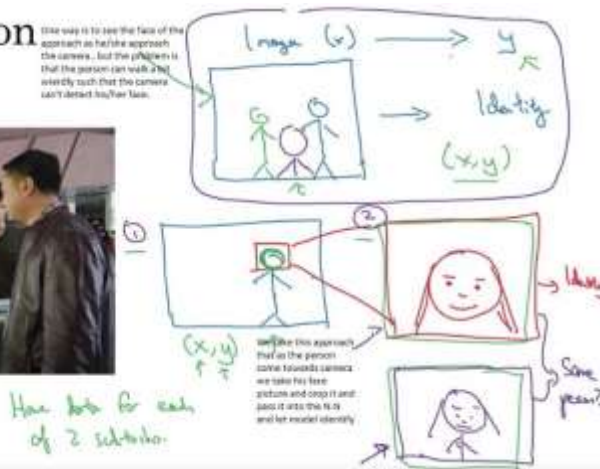 on
One way is to see the face of the
approach as he/she approach
the camera.. but the problem is
that the person can walk a bit
weirdly such that the camera
can't detect his/her face.
Image (x) → y
→ Identity
(x,y)
1
2
(x, y)
We take this approach
that as the person
come towards camera
we take his face
picture and crop it and
pass it into the N.N
and let model identify
Same
person?
Have data for each
of 2 subtasks.